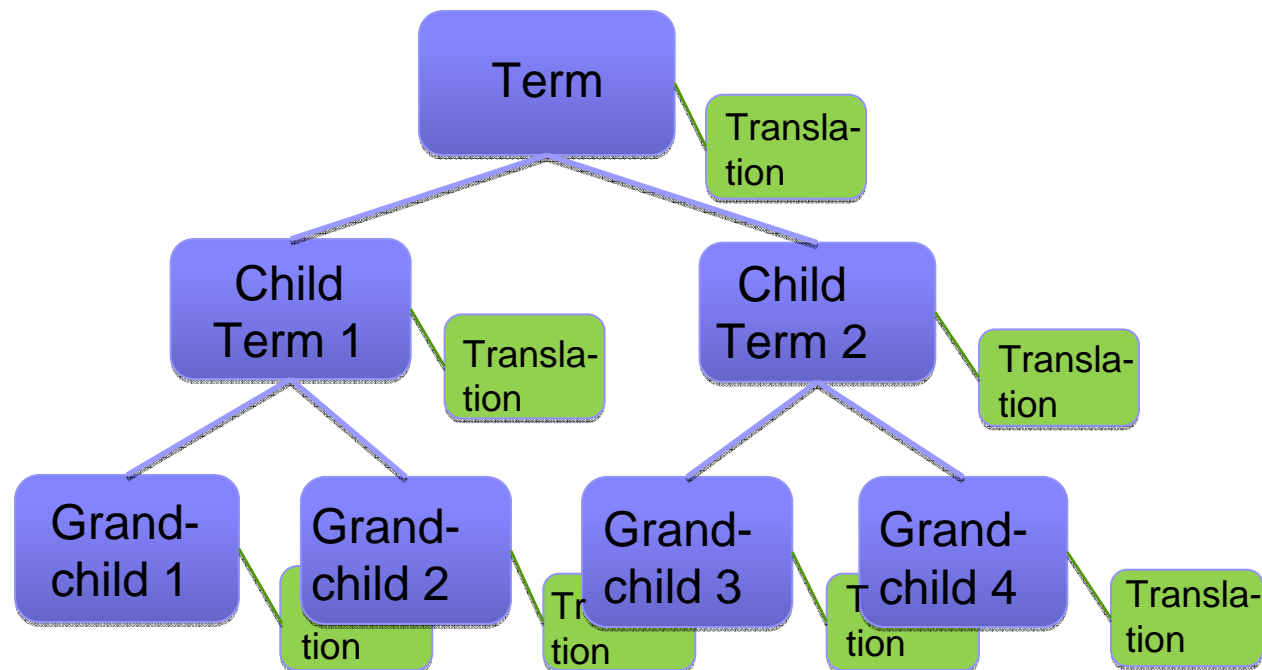 Term
Transla-
tion
Child
Term 1
Transla-
tion
Child
Term 2
Transla-
tion
Grand-
child 1
tion
Grand-
child 2
Tr
tion
Grand-
child 3
T
tion
Grand-
child 4
Transla-
tion